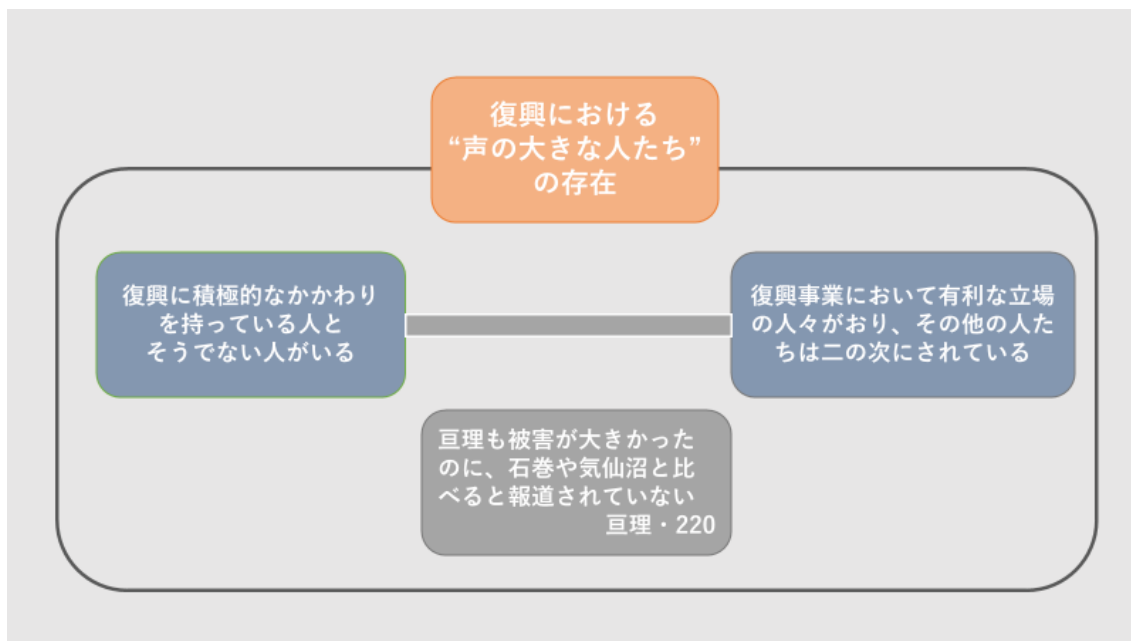 復興における
“声の大きな人たち”
の存在
復興に積極的なかかわり
を持っている人と
そうでない人がいる
復興事業において有利な立場
の人々がおり、その他の人た
ちは二の次にされている
亘理も被害が大きかった
のに、石巻や気仙沼と比
べると報道されていない
亘理・220